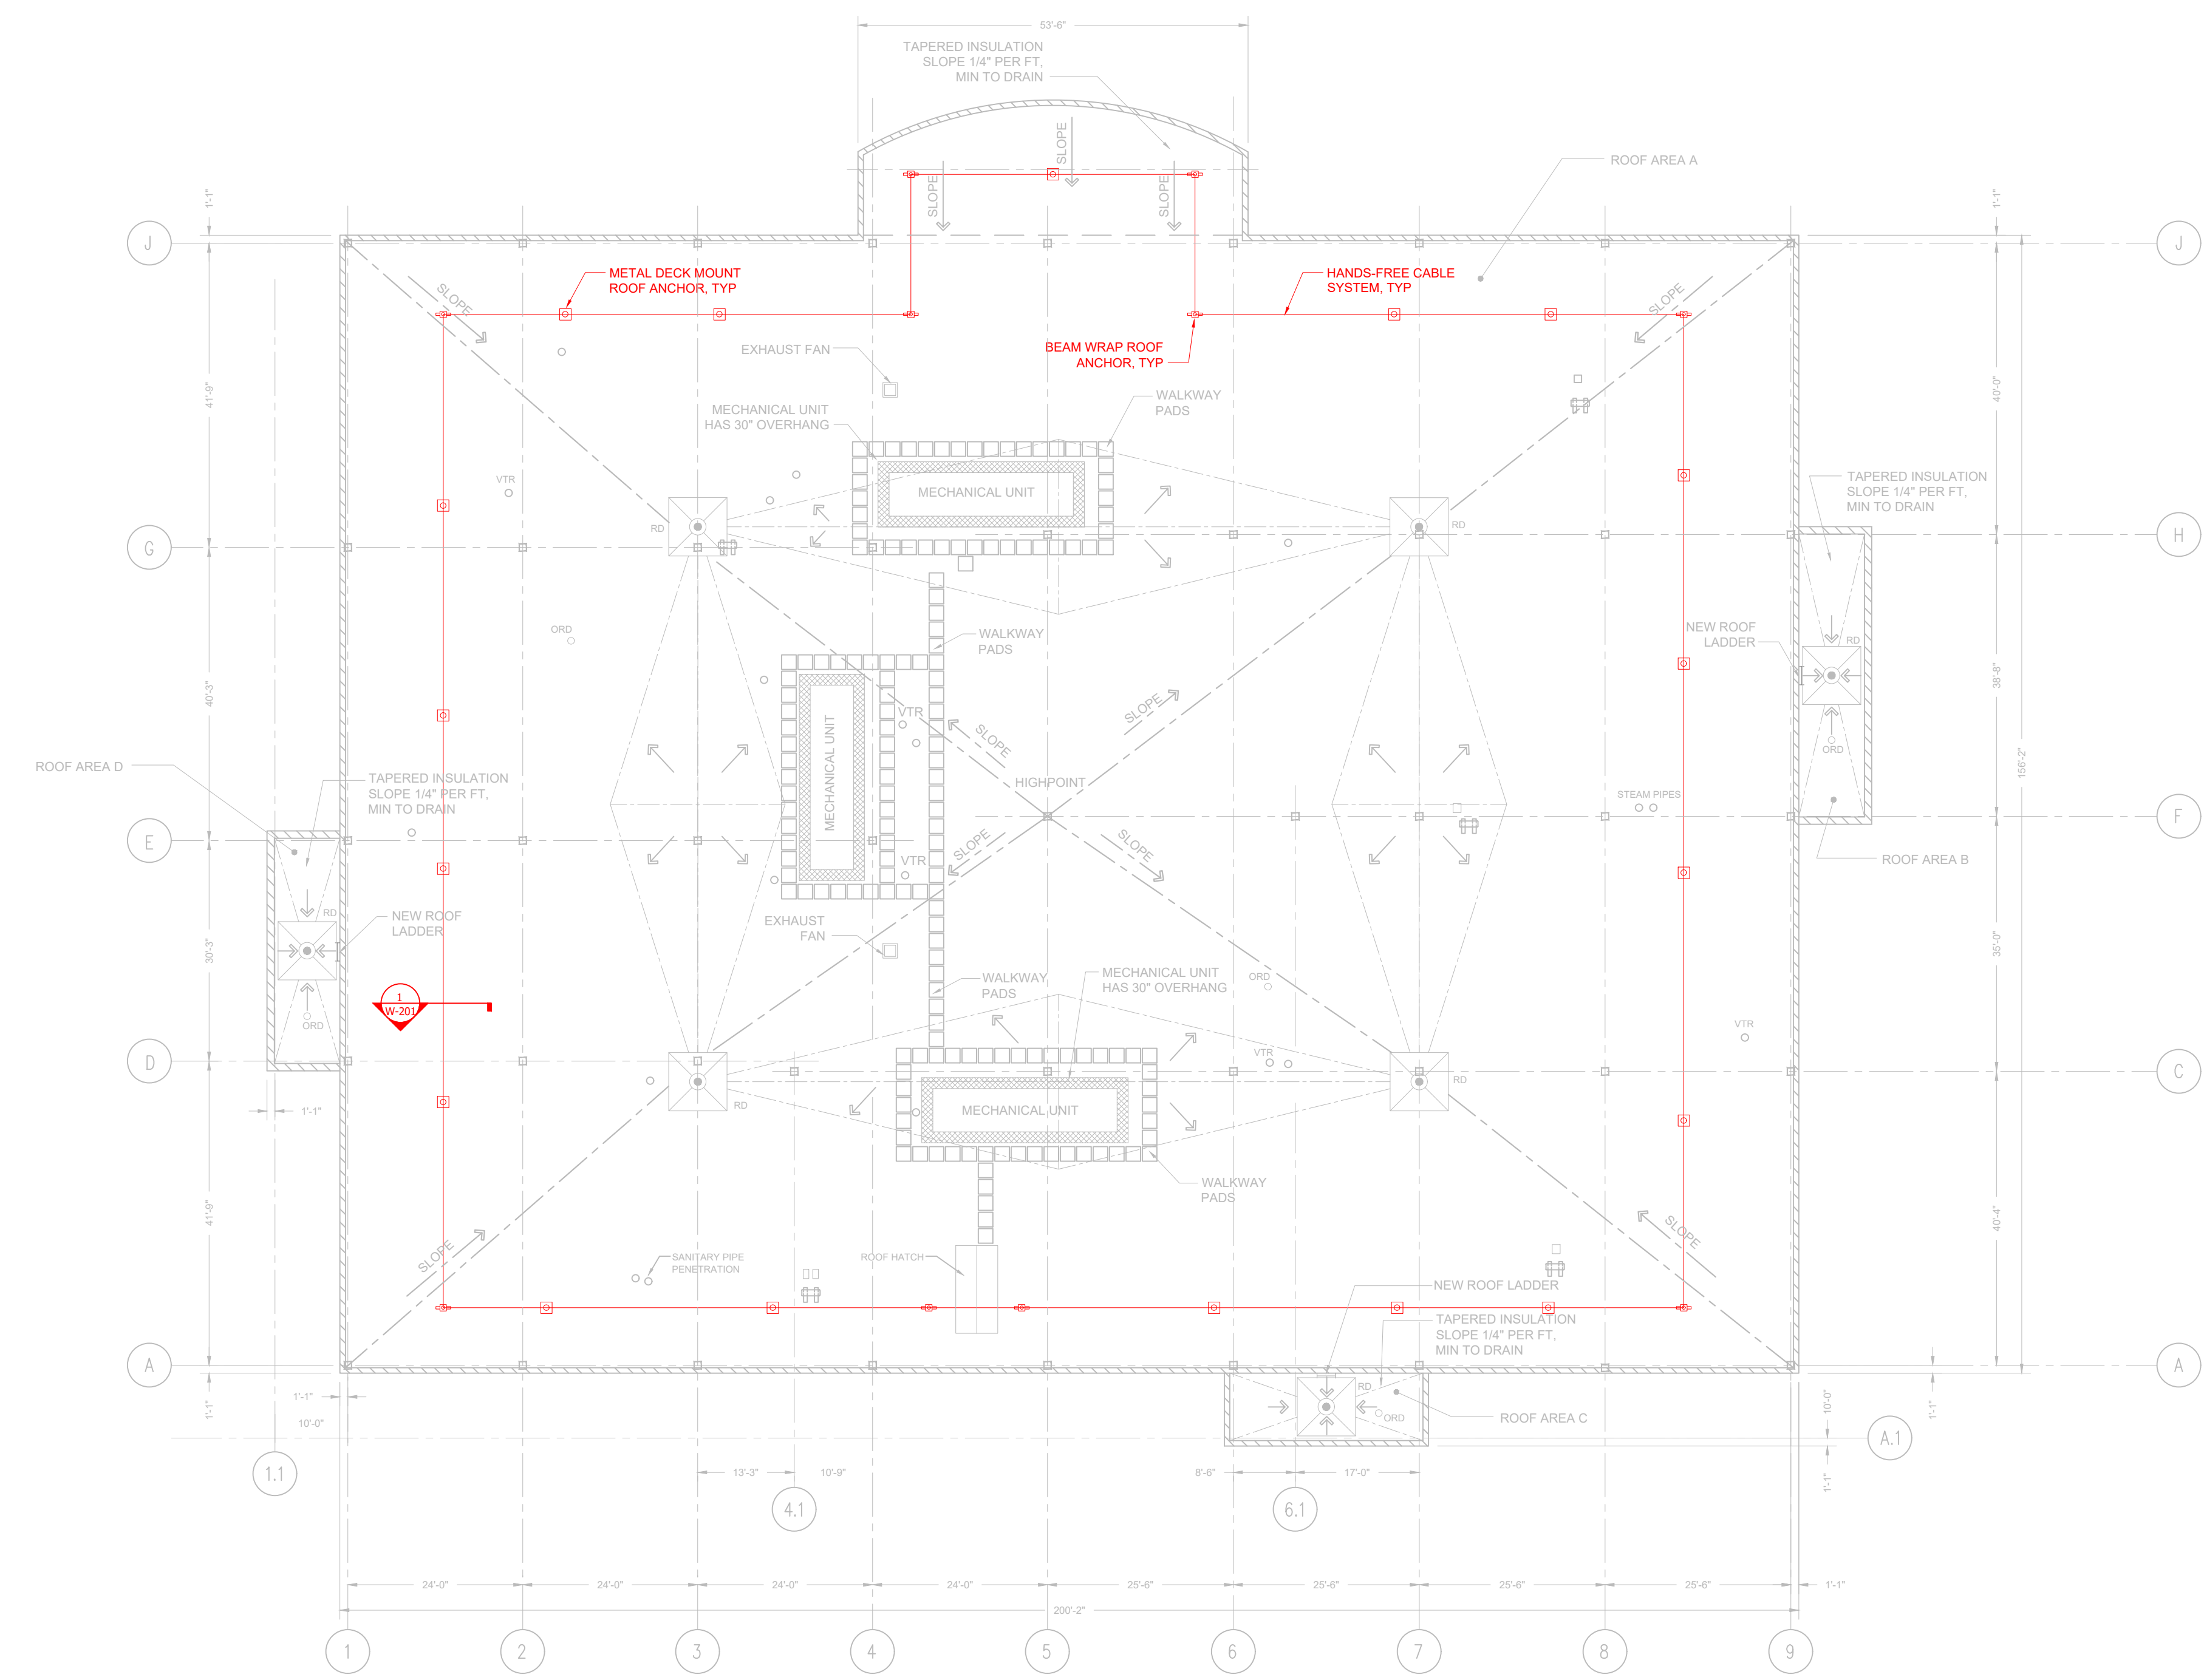 53'-6"
TAPERED INSULATION
SLOPE 1/4" PER FT,
MIN TO DRAIN
SLOPE
SLOPE
SLOPE
ROOF AREA A
1'-1"
1'-1"
J
J
METAL DECK MOUNT
ROOF ANCHOR, TYP
HANDS-FREE CABLE
SYSTEM, TYP
SLOPE
SLOPE
EXHAUST FAN
BEAM WRAP ROOF
ANCHOR, TYP
41'-9"
40'-0"
MECHANICAL UNIT
HAS 30" OVERHANG
WALKWAY
PADS
VTR
MECHANICAL UNIT
TAPERED INSULATION
SLOPE 1/4" PER FT,
MIN TO DRAIN
RD
RD
G
H
ORD
WALKWAY
PADS
NEW ROOF
LADDER
RD
40'-3"
38'-8"
VTR
SLOPE
SLOPE
MECHANICAL UNIT
ORD
156'-2"
ROOF AREA D
TAPERED INSULATION
SLOPE 1/4" PER FT,
MIN TO DRAIN
HIGHPOINT
STEAM PIPES
E
F
SLOPE
SLOPE
VTR
ROOF AREA B
RD
NEW ROOF
LADDER
EXHAUST
FAN
30'-3"
35'-0"
WALKWAY
PADS
MECHANICAL UNIT
HAS 30" OVERHANG
ORD
1
W-201
ORD
VTR
VTR
D
C
RD
RD
1'-1"
MECHANICAL UNIT
WALKWAY
PADS
41'-9"
40'-4"
SLOPE
SLOPE
SANITARY PIPE
PENETRATION
ROOF HATCH
NEW ROOF LADDER
TAPERED INSULATION
SLOPE 1/4" PER FT,
MIN TO DRAIN
A
A
RD
1'-1"
1'-1"
10'-0"
1'-1"
10'-0"
ORD
ROOF AREA C
A.1
1.1
13'-3"
10'-9"
8'-6"
17'-0"
1'-1"
4.1
6.1
24'-0"
24'-0"
24'-0"
24'-0"
25'-6"
25'-6"
25'-6"
25'-6"
1'-1"
200'-2"
1
2
3
4
5
6
7
8
9